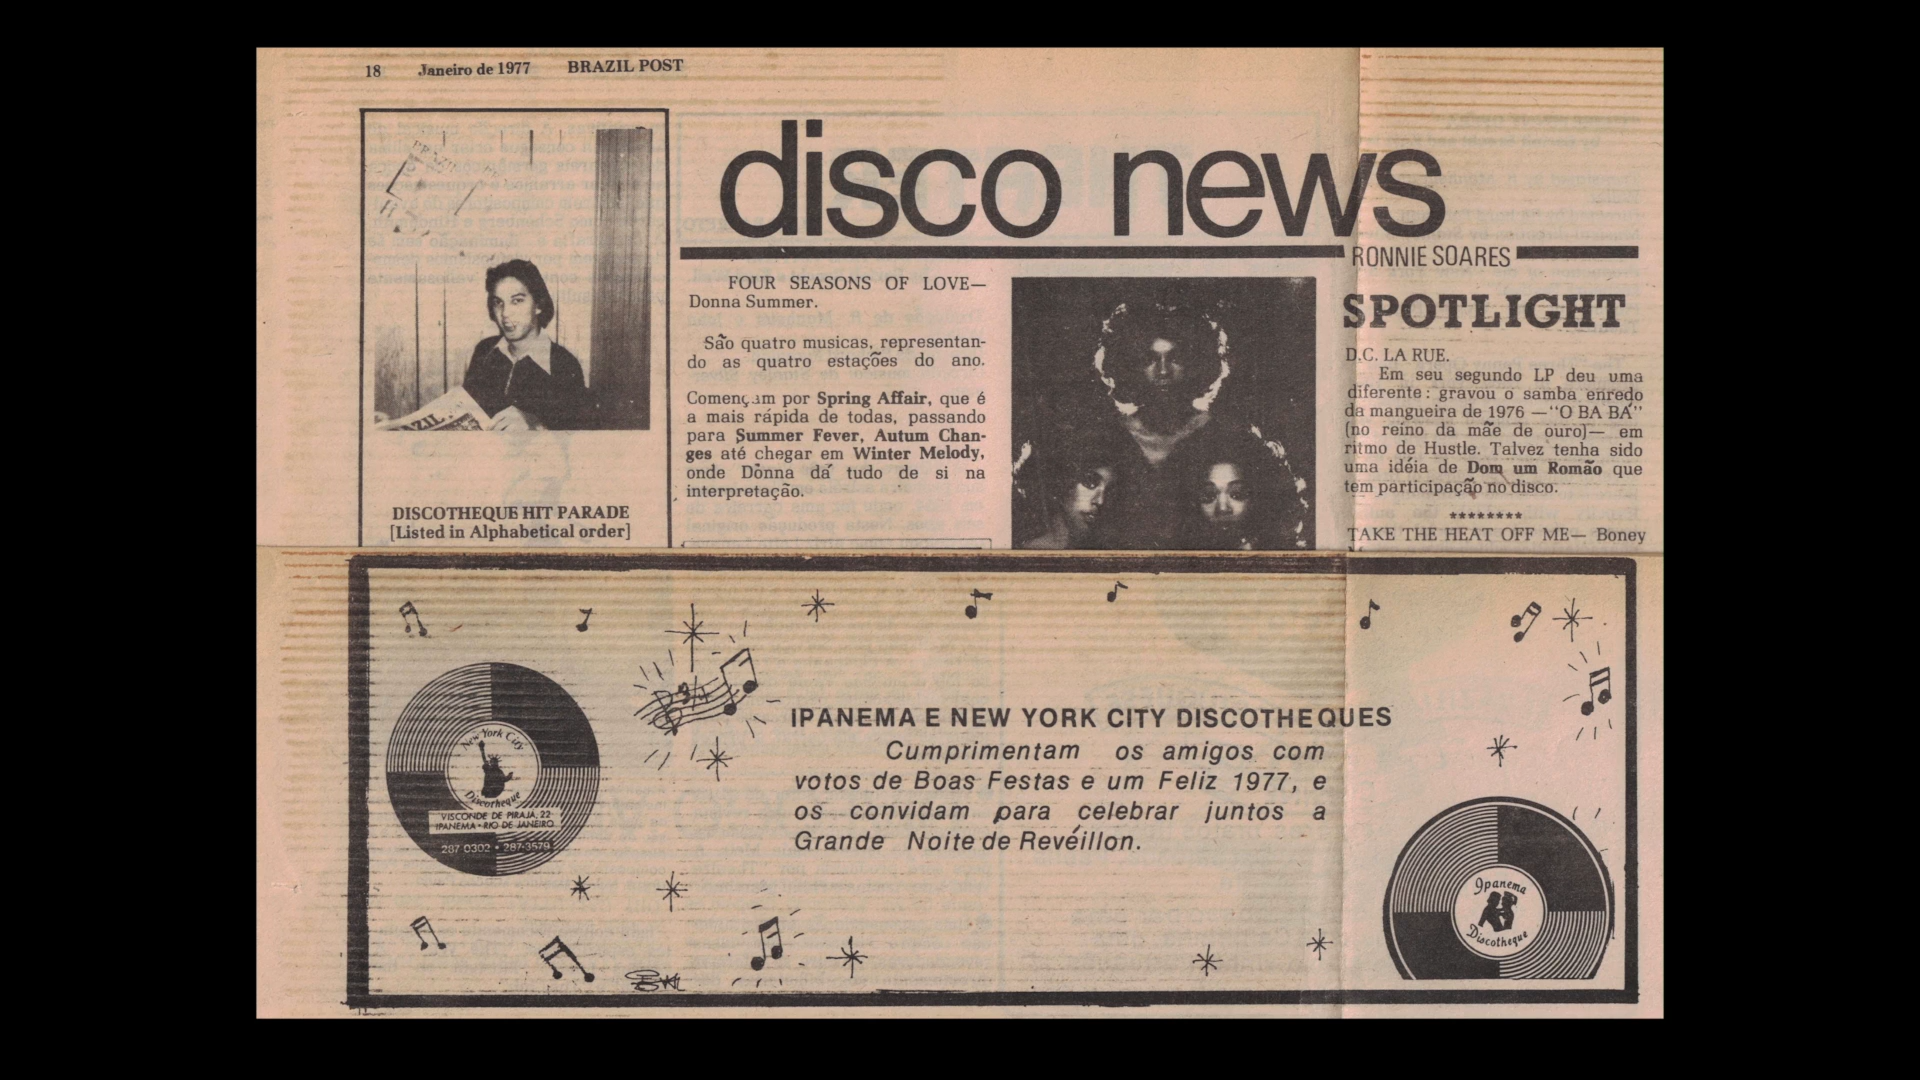 18 Janeiro de 1977 BRAZIL POST
disco news
RONNIE SOARES
DISCOTHEQUE HIT PARADE
[Listed in Alphabetical order]
FOUR SEASONS OF LOVE—
Donna Summer.
São quatro musicas, representan-
do as quatro estações do ano.
Começam por Spring Affair, que é
a mais rápida de todas, passando
para Summer Fever, Autum Chan-
ges até chegar em Winter Melody,
onde Dònna dá tudo de si na
interpretação.
SPOTLIGHT
D.C. LA RUE.
Em seu segundo LP deu uma
diferente: gravou o samba enredo
da mangueira de 1976 —"O BA BA"
(no reino da mãe de ouro)— em
ritmo de Hustle. Talvez tenha sido
uma idéia de Dom um Romão que
tem participação no disco.
********
TAKE THE HEAT OFF ME— Boney
New York City
Discotheque
VISCONDE DE PIRAJA, 22
IPANEMA • RIO DE JANEIRO
287 0302 • 287-3579
IPANEMA E NEW YORK CITY DISCOTHEQUES
Cumprimentam os amigos com
votos de Boas Festas e um Feliz 1977, e
os convidam para celebrar juntos a
Grande Noite de Revéillon.
Ipanema
Discotheque